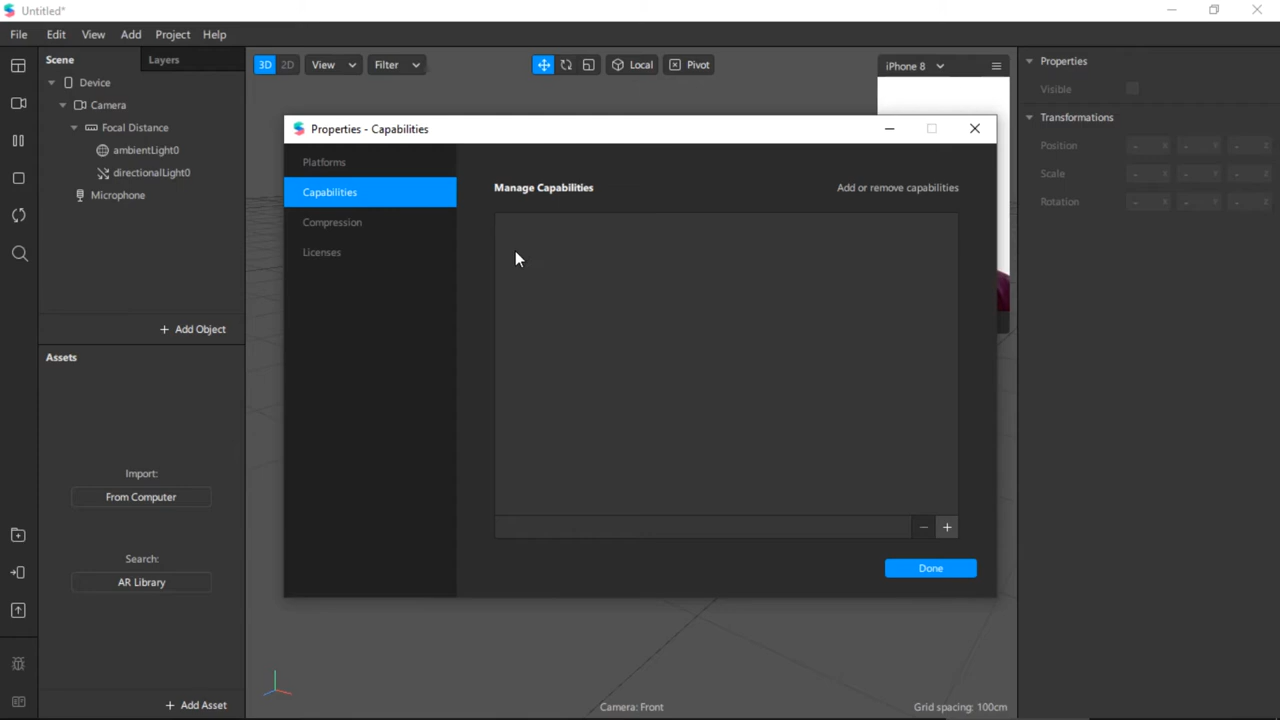 Untitled*
File Edit View Add Project Help
Scene Layers
Device
Camera
Focal Distance
ambientLight0
directionalLight0
Microphone
+ Add Object
Assets
Import:
From Computer
Search:
AR Library
+ Add Asset
3D 2D View Filter Local Pivot
iPhone 8
Properties - Capabilities
Platforms
Capabilities
Compression
Licenses
Manage Capabilities Add or remove capabilities
Done
Camera: Front Grid spacing: 100cm
Properties
Visible
Transformations
Position - X - Y - Z
Scale - X - Y - Z
Rotation - X - Y - Z